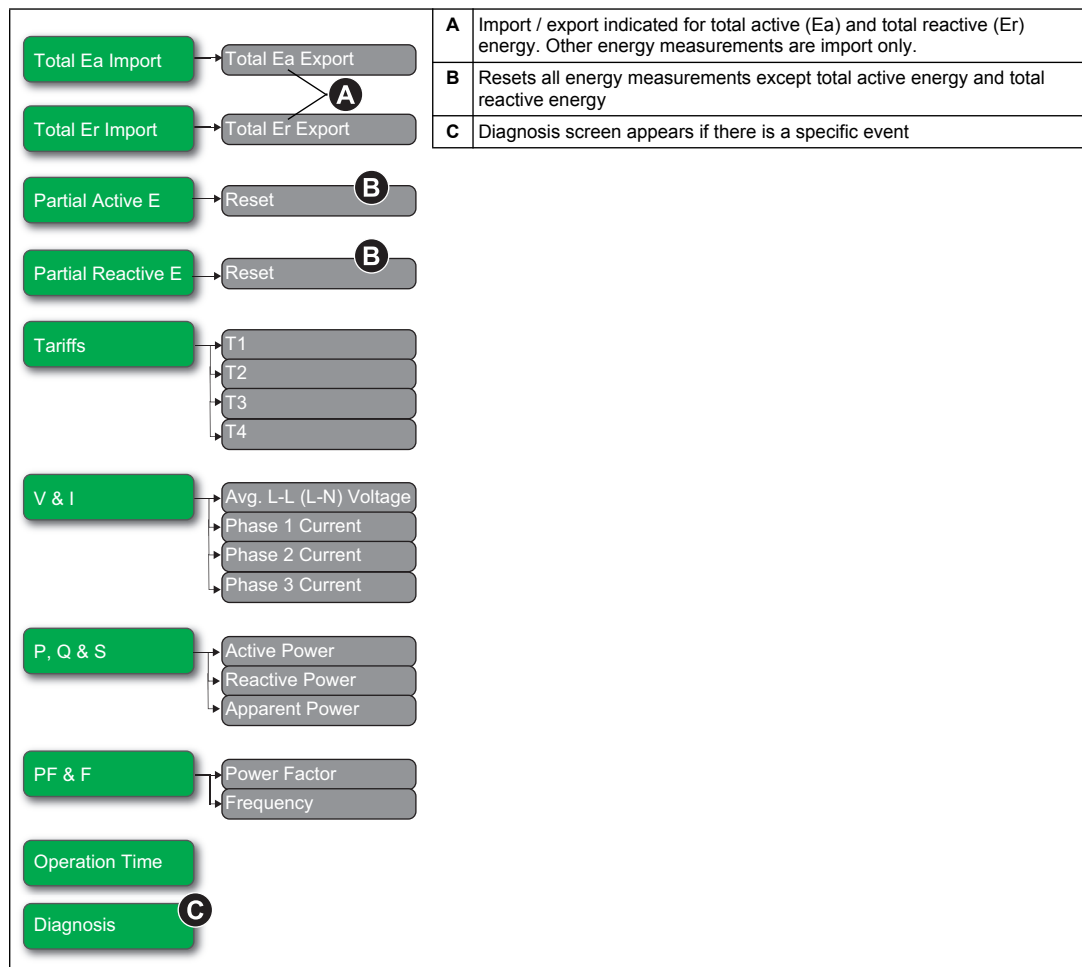 Total Ea Import
Total Ea Export
A
Total Er Import
Total Er Export
Partial Active E
Reset
B
Partial Reactive E
Reset
B
Tariffs
T1
T2
T3
T4
V & I
Avg. L-L (L-N) Voltage
Phase 1 Current
Phase 2 Current
Phase 3 Current
P, Q & S
Active Power
Reactive Power
Apparent Power
PF & F
Power Factor
Frequency
Operation Time
Diagnosis
C
A Import / export indicated for total active (Ea) and total reactive (Er)
energy. Other energy measurements are import only.
B Resets all energy measurements except total active energy and total
reactive energy
C Diagnosis screen appears if there is a specific event